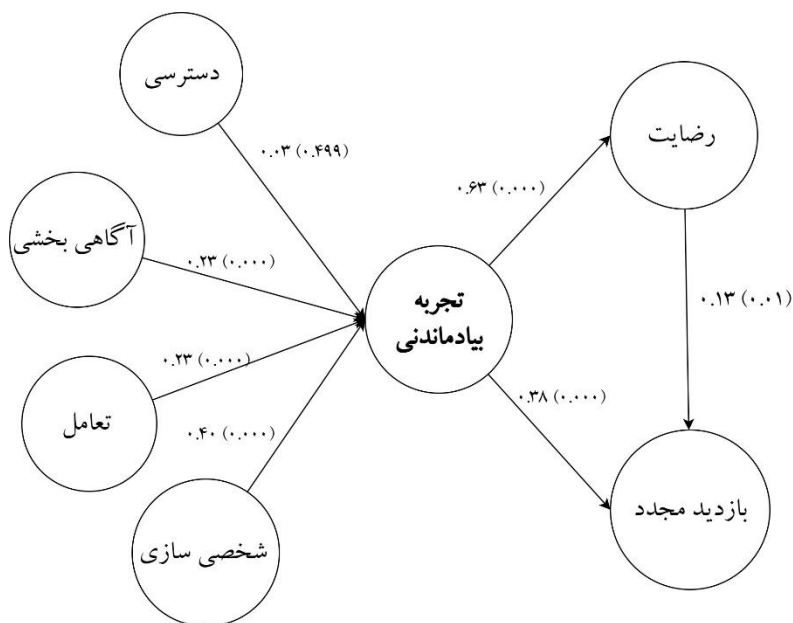 دسترسی
۰.۰۳ (۰.۴۹۹)
آگاهی بخشی
۰.۲۳ (۰.۰۰۰)
تعامل
۰.۲۳ (۰.۰۰۰)
شخصی سازی
۰.۴۰ (۰.۰۰۰)
تجربه
بیادماندنی
رضایت
۰.۶۳ (۰.۰۰۰)
۰.۱۳ (۰.۰۱)
۰.۳۸ (۰.۰۰۰)
بازدید مجدد